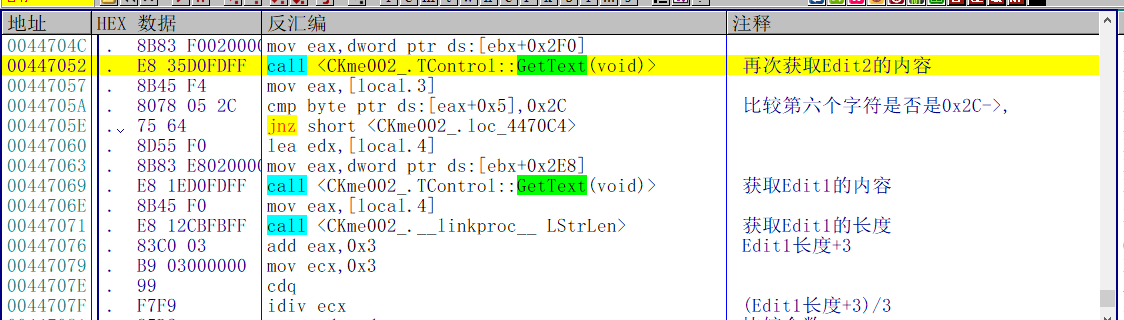 地址 HEX 数据 反汇编 注释
0044704C . 8B83 F0020000 mov eax,dword ptr ds:[ebx+0x2F0]
00447052 . E8 35D0FDFF call <CKme002_.TControl::GetText(void)> 再次获取Edit2的内容
00447057 . 8B45 F4 mov eax,[local.3]
0044705A . 8078 05 2C cmp byte ptr ds:[eax+0x5],0x2C 比较第六个字符是否是0x2C->,
0044705E .⌄ 75 64 jnz short <CKme002_.loc_4470C4>
00447060 . 8D55 F0 lea edx,[local.4]
00447063 . 8B83 E8020000 mov eax,dword ptr ds:[ebx+0x2E8]
00447069 . E8 1ED0FDFF call <CKme002_.TControl::GetText(void)> 获取Edit1的内容
0044706E . 8B45 F0 mov eax,[local.4]
00447071 . E8 12CBFBFF call <CKme002_.__linkproc__ LStrLen> 获取Edit1的长度
00447076 . 83C0 03 add eax,0x3 Edit1长度+3
00447079 . B9 03000000 mov ecx,0x3
0044707E . 99 cdq
0044707F . F7F9 idiv ecx (Edit1长度+3)/3